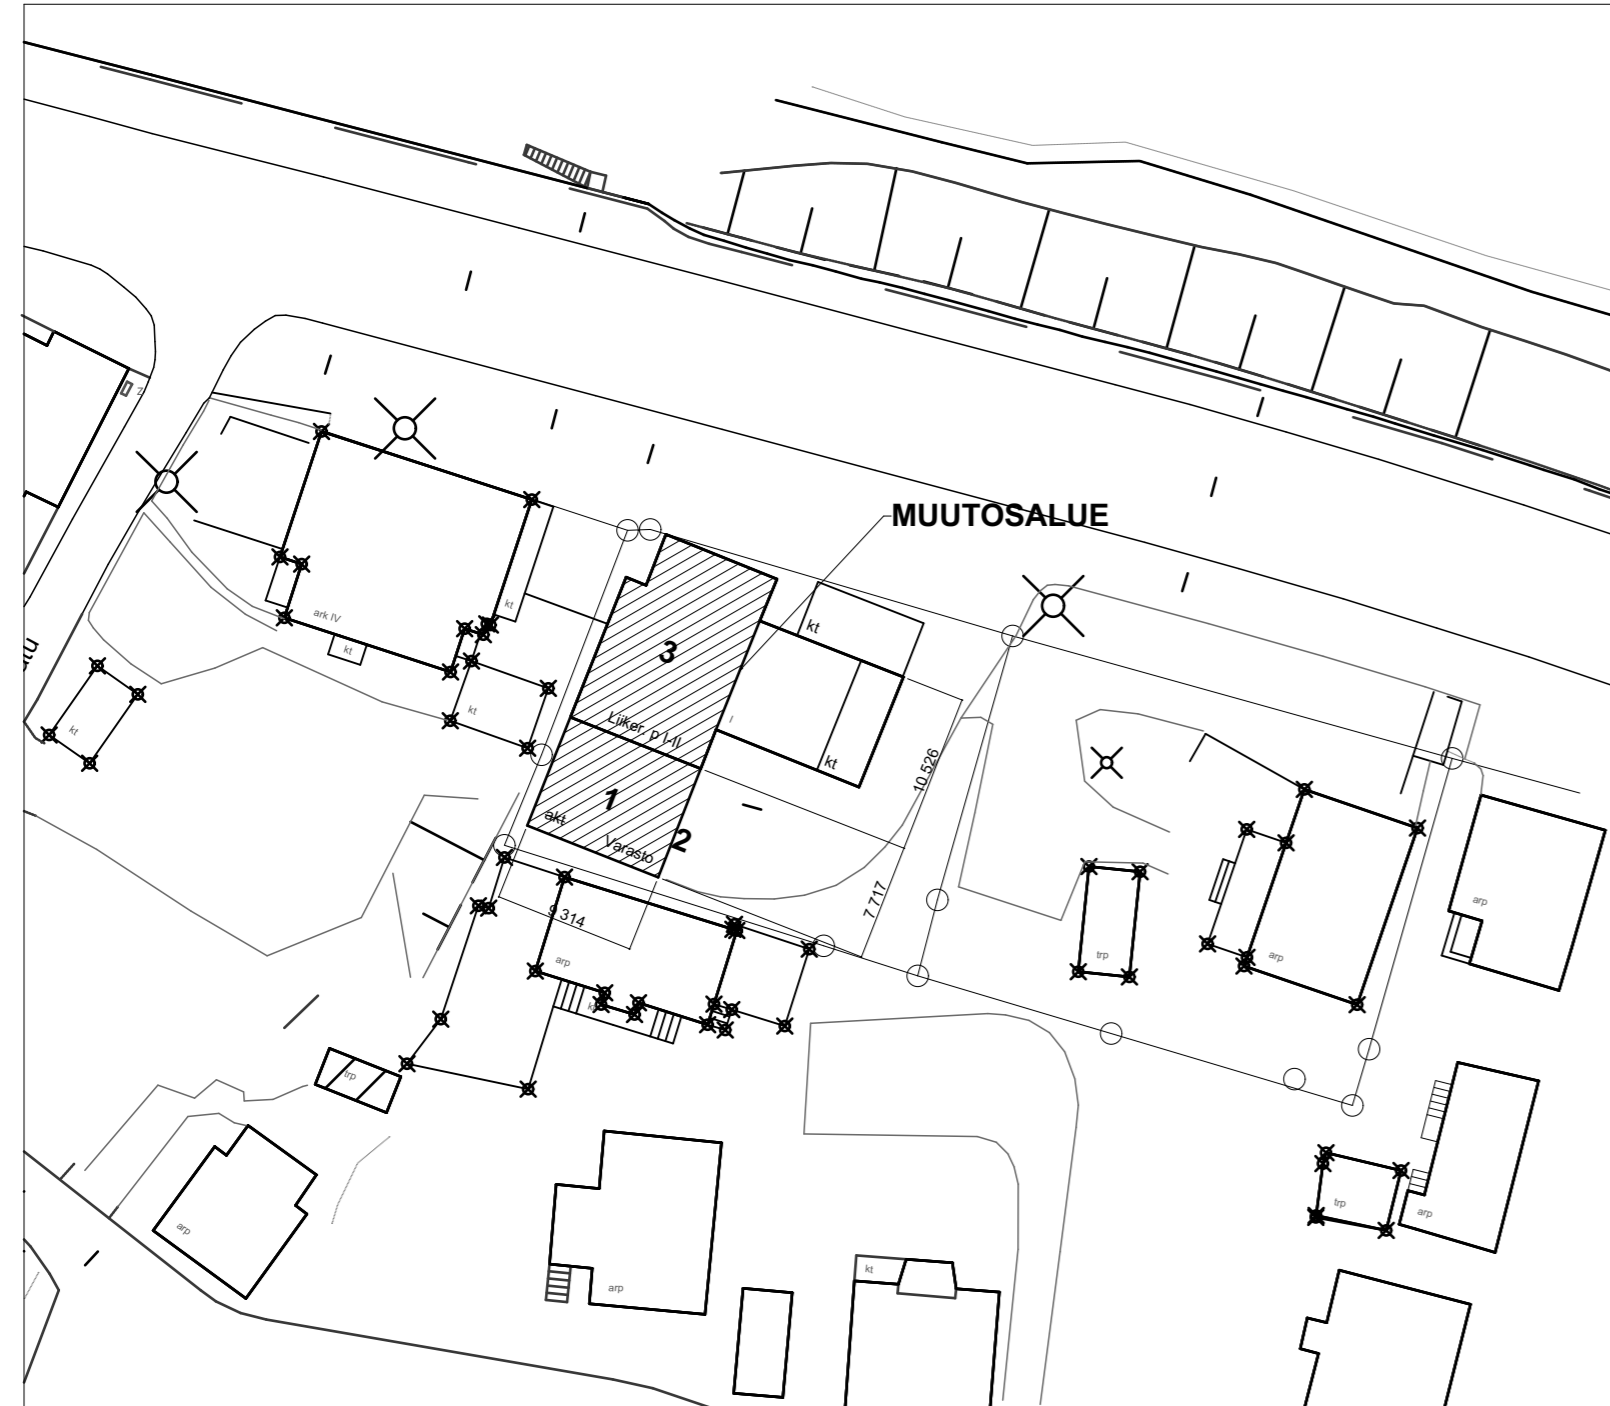 MUUTOSALUE
ark IV
kt
kt
kt
kt
3
Liiker. p I-II
I
kt
kt
10 526
1
akt
Varasto
2
7 717
9 314
arp
trp
arp
arp
trp
arp
arp
kt
trp
arp